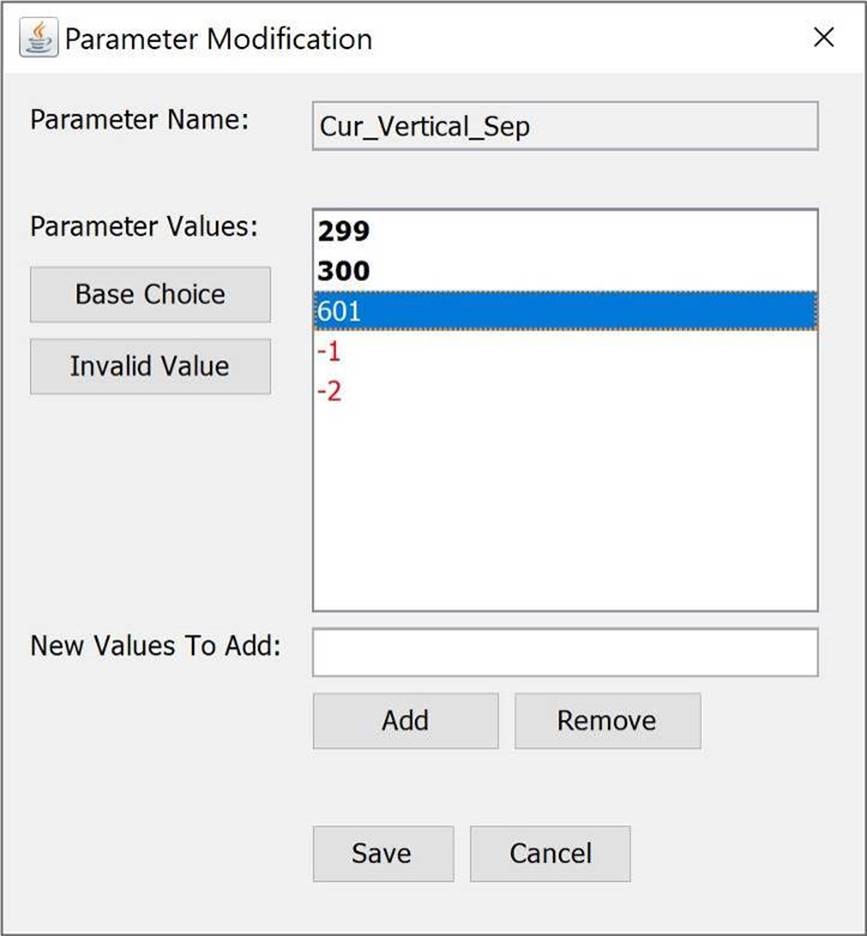 Parameter Modification
Parameter Name:
Cur_Vertical_Sep
Parameter Values:
299
300
601
-1
-2
Base Choice
Invalid Value
New Values To Add:
Add
Remove
Save
Cancel